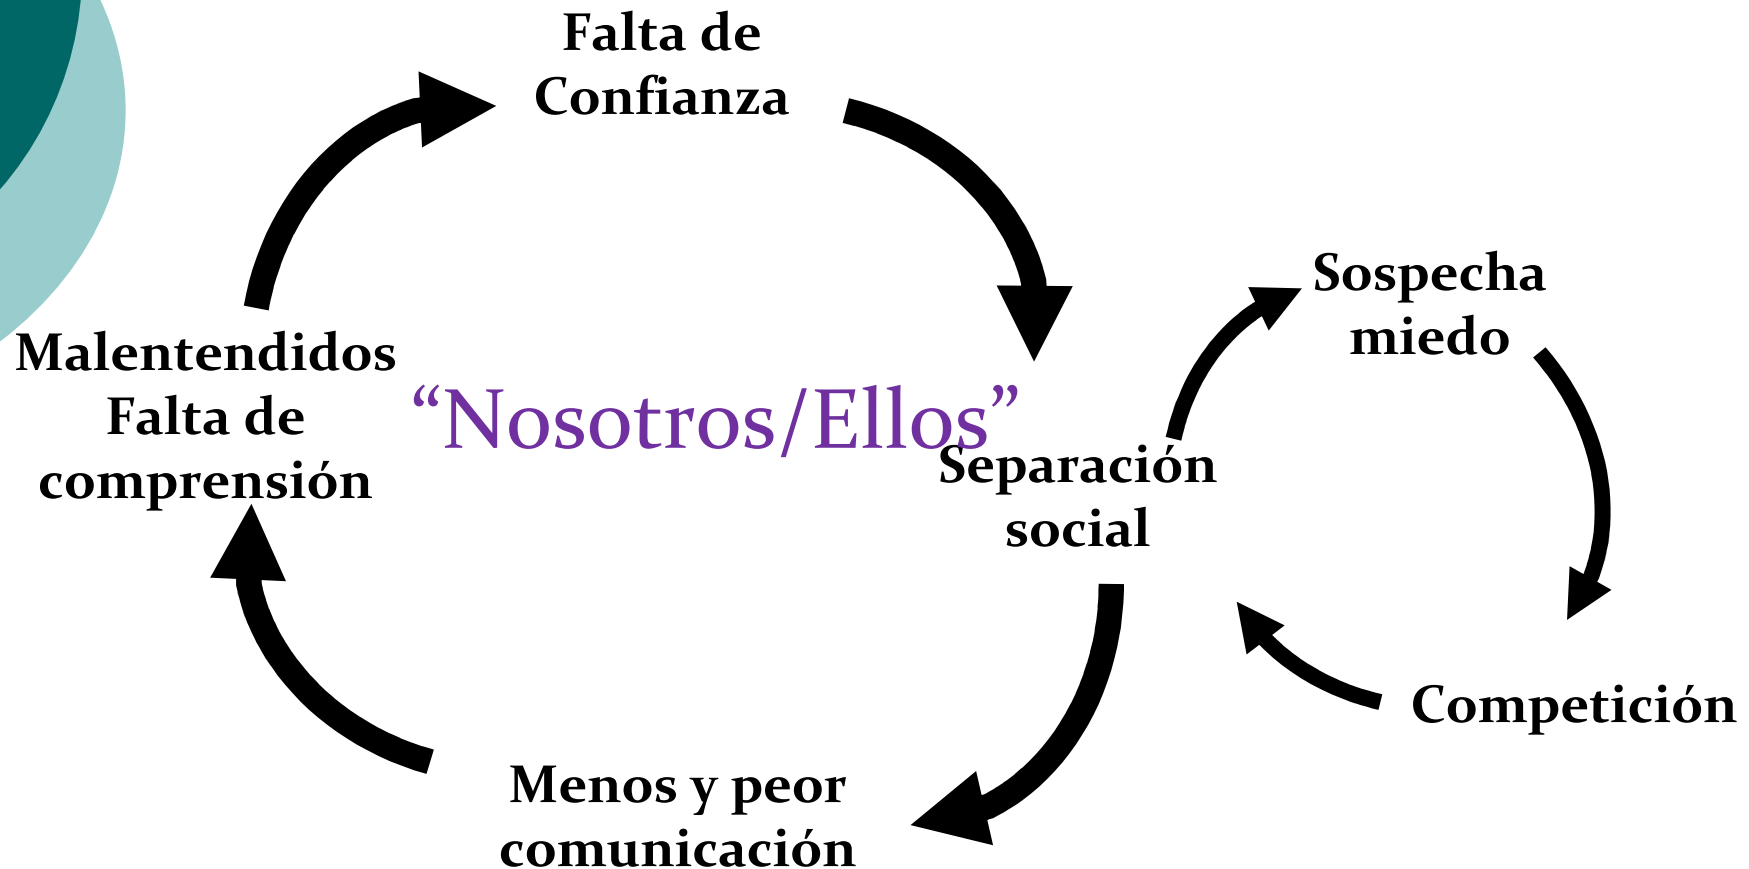 Falta de
Confianza
Sospecha
miedo
Malentendidos
Falta de
comprensión
“Nosotros/Ellos”
Separación
social
Competición
Menos y peor
comunicación